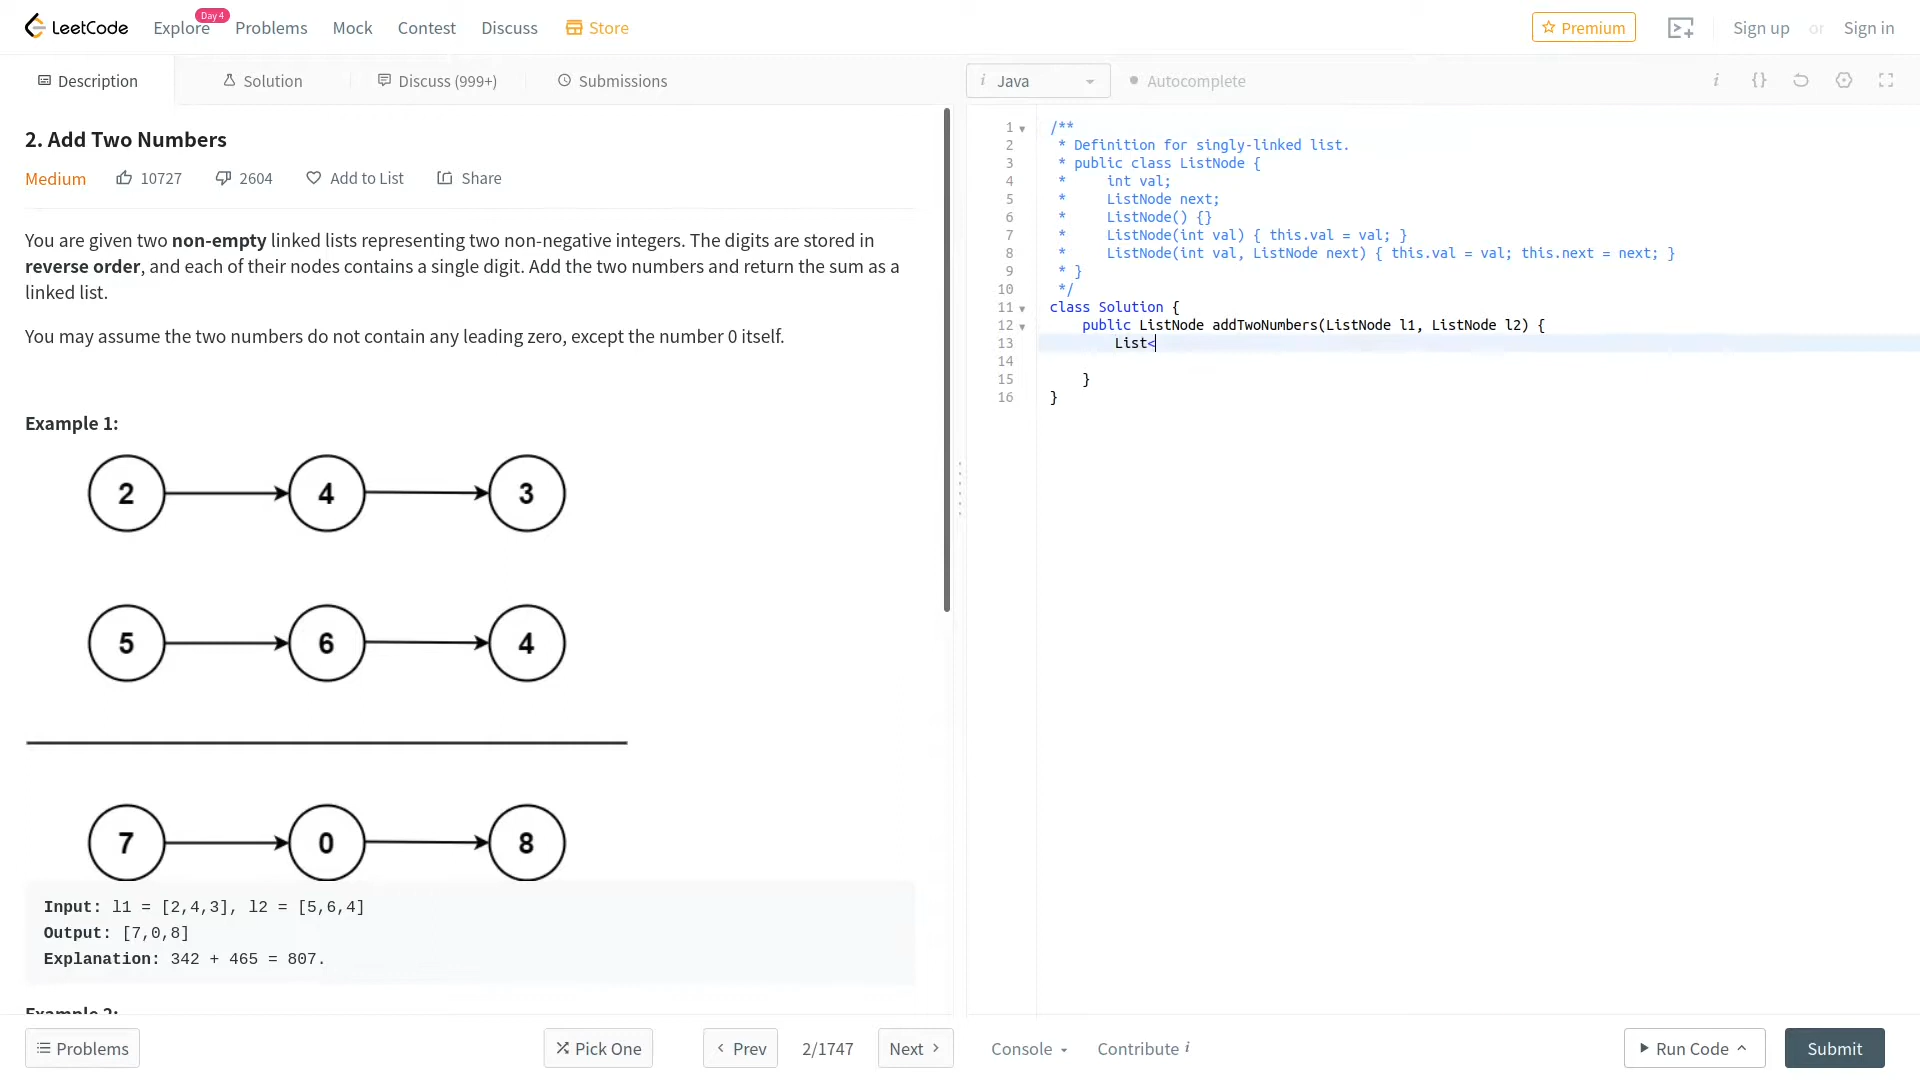 LeetCode
Explore
Day 4
Problems
Mock
Contest
Discuss
Store
Premium
Sign up or Sign in
Description
Solution
Discuss (999+)
Submissions
i Java
Autocomplete
i {}
2. Add Two Numbers
Medium
10727
2604
Add to List
Share
You are given two non-empty linked lists representing two non-negative integers. The digits are stored in
reverse order, and each of their nodes contains a single digit. Add the two numbers and return the sum as a
linked list.
You may assume the two numbers do not contain any leading zero, except the number 0 itself.
Example 1:
2 4 3
5 6 4
7 0 8
Input: l1 = [2,4,3], l2 = [5,6,4]
Output: [7,0,8]
Explanation: 342 + 465 = 807.
Example 2:
1 /**
2 * Definition for singly-linked list.
3 * public class ListNode {
4 * int val;
5 * ListNode next;
6 * ListNode() {}
7 * ListNode(int val) { this.val = val; }
8 * ListNode(int val, ListNode next) { this.val = val; this.next = next; }
9 * }
10 */
11 class Solution {
12 public ListNode addTwoNumbers(ListNode l1, ListNode l2) {
13 List<
14
15 }
16 }
Problems
Pick One
Prev
2/1747
Next
Console
Contribute i
Run Code
Submit